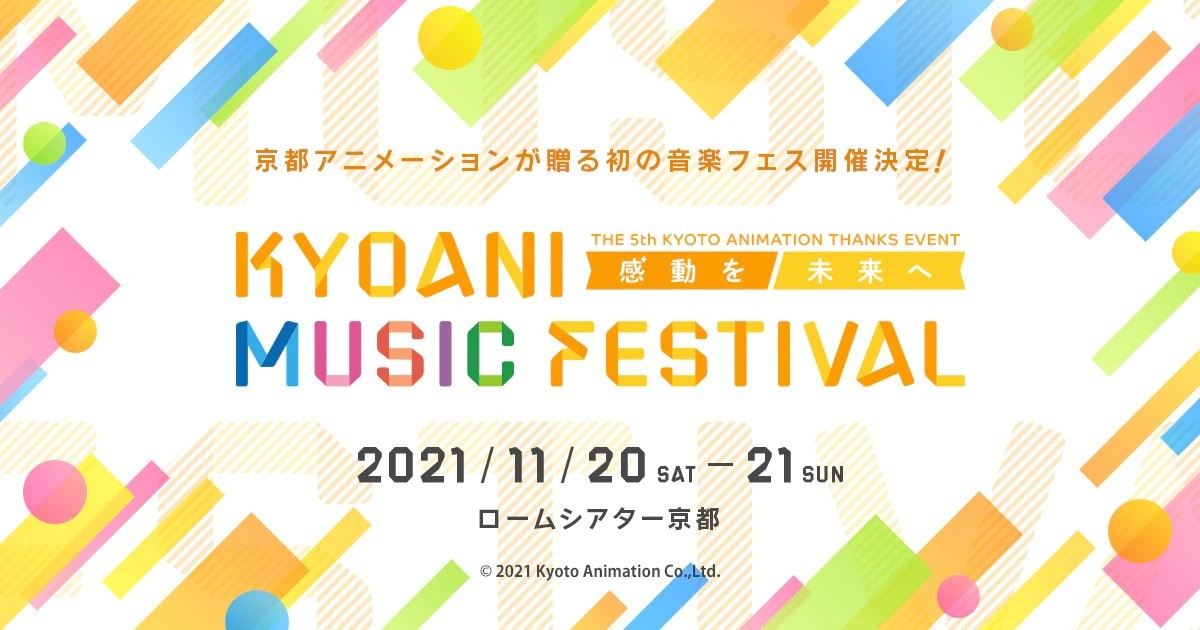 京都アニメーションが贈る初の音楽フェス開催決定!
KYOANI
THE 5th KYOTO ANIMATION THANKS EVENT
感動を未来へ
MUSIC FESTIVAL
2021/11/20 SAT－21 SUN
ロームシアター京都
© 2021 Kyoto Animation Co.,Ltd.